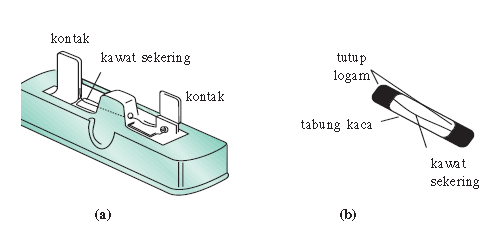 kontak
kawat sekering
kontak
(a)
tutup
logam
tabung kaca
kawat
sekering
(b)